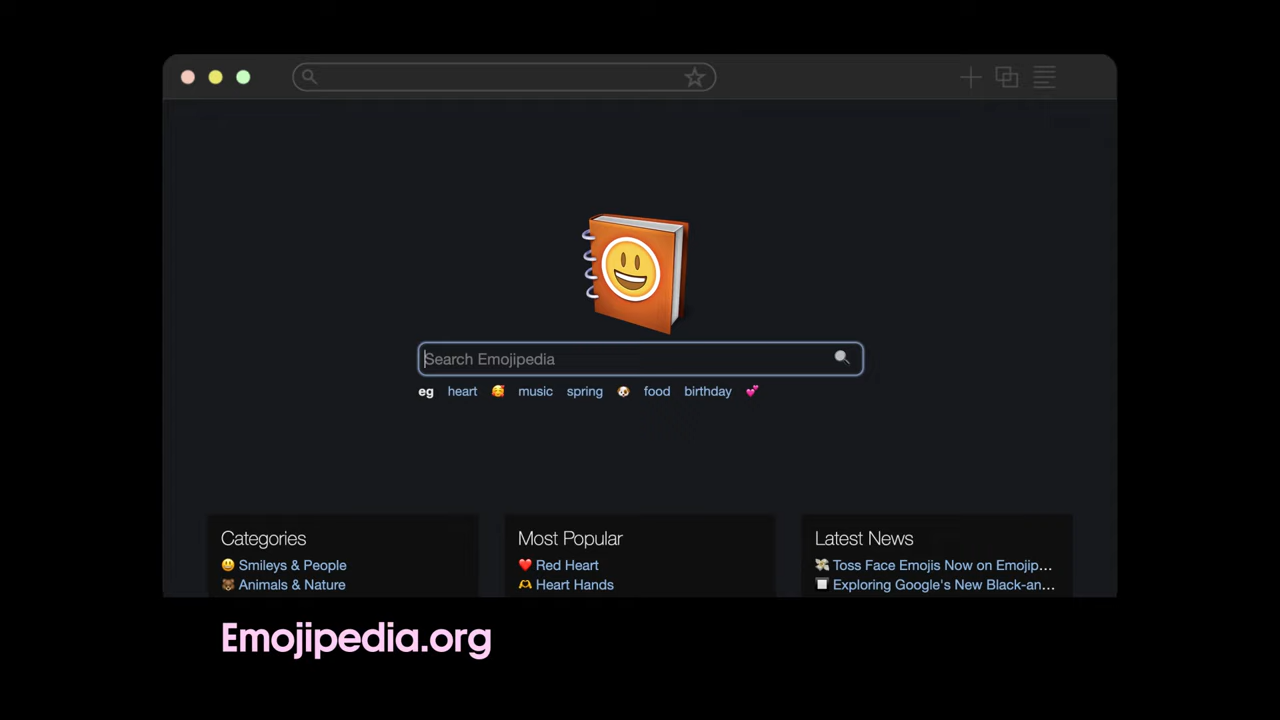 Search Emojipedia
eg heart 🥰 music spring 🐶 food birthday 💕
Categories
😃 Smileys & People
🐻 Animals & Nature
Most Popular
❤️ Red Heart
🫶 Heart Hands
Latest News
💸 Toss Face Emojis Now on Emojip...
🔳 Exploring Google's New Black-an...
Emojipedia.org